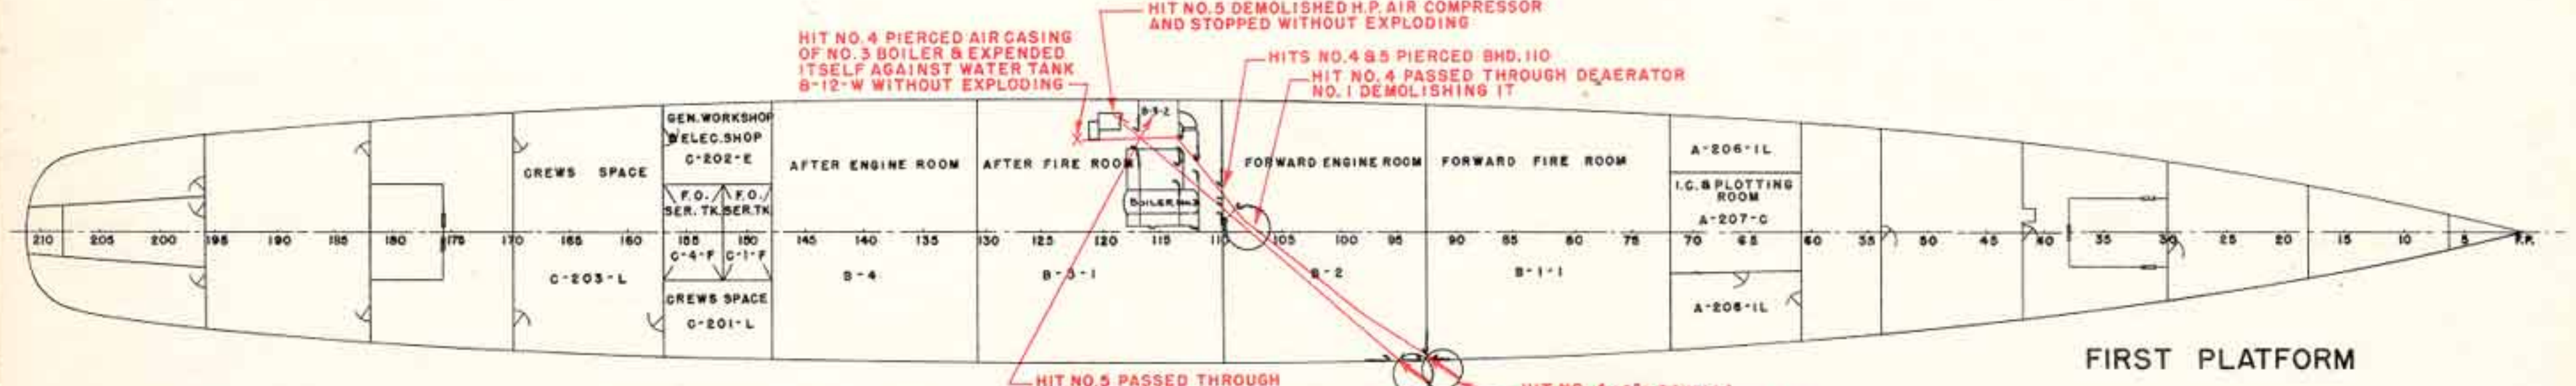 HIT NO.5 DEMOLISHED H.P. AIR COMPRESSOR
AND STOPPED WITHOUT EXPLODING
HIT NO.4 PIERCED AIR CASING
OF NO.3 BOILER & EXPENDED
ITSELF AGAINST WATER TANK
B-12-W WITHOUT EXPLODING
HITS NO.4&5 PIERCED BHD.110
HIT NO.4 PASSED THROUGH DEAERATOR
NO.1 DEMOLISHING IT
GEN. WORKSHOP
& ELEC. SHOP
C-202-E
B-3-2
CREWS SPACE
AFTER ENGINE ROOM
AFTER FIRE ROOM
FORWARD ENGINE ROOM
FORWARD FIRE ROOM
A-206-1L
I.C. & PLOTTING
ROOM
A-207-C
F.O.
SER. TK.
F.O.
SER. TK.
BOILER NO.3
210 205 200 195 190 185 180 175 170 165 160 155 150 145 140 135 130 125 120 115 110 105 100 95 90 85 80 75 70 65 60 55 50 45 40 35 30 25 20 15 10 5 F.P.
C-203-L
C-4-F
C-1-F
B-4
B-3-1
B-2
B-1-1
CREWS SPACE
C-201-L
A-206-1L
FIRST PLATFORM
HIT NO.5 PASSED THROUGH